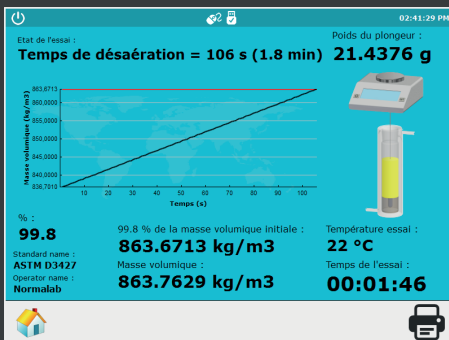 02:41:29 PM
Etat de l'essai :
Temps de désaération = 106 s (1.8 min)
Poids du plongeur :
21.4376 g
Masse volumique (kg/m3)
863,6713
860,0000
855,0000
850,0000
845,0000
840,0000
836,7010
10 20 30 40 50 60 70 80 90 100
Temps (s)
% :
99.8
Standard name :
ASTM D3427
Operator name :
Normalab
99.8 % de la masse volumique initiale :
863.6713 kg/m3
Masse volumique :
863.7629 kg/m3
Température essai :
22 °C
Temps de l'essai :
00:01:46